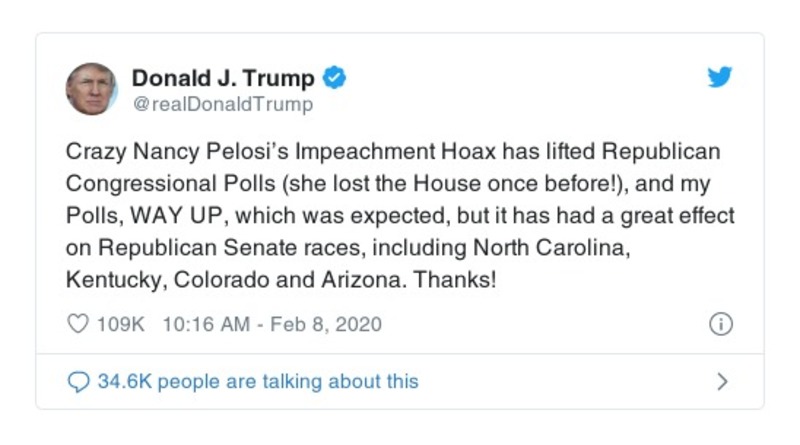 Donald J. Trump
@realDonaldTrump
Crazy Nancy Pelosi’s Impeachment Hoax has lifted Republican
Congressional Polls (she lost the House once before!), and my
Polls, WAY UP, which was expected, but it has had a great effect
on Republican Senate races, including North Carolina,
Kentucky, Colorado and Arizona. Thanks!
109K 10:16 AM - Feb 8, 2020
34.6K people are talking about this